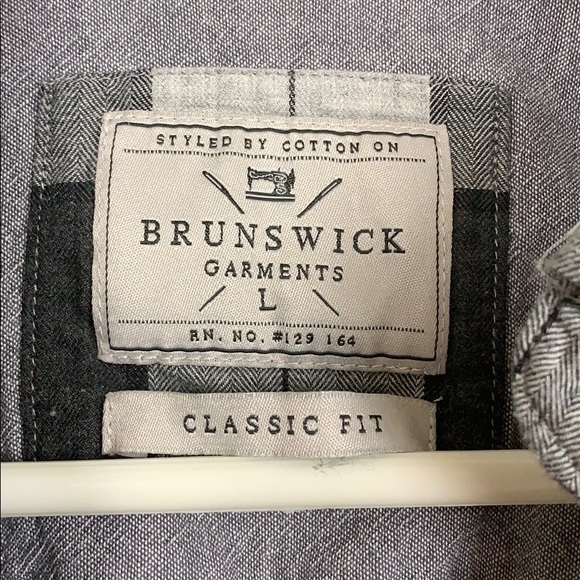 STYLED BY COTTON ON
BRUNSWICK
GARMENTS
L
RN. NO. #129 164
CLASSIC FIT